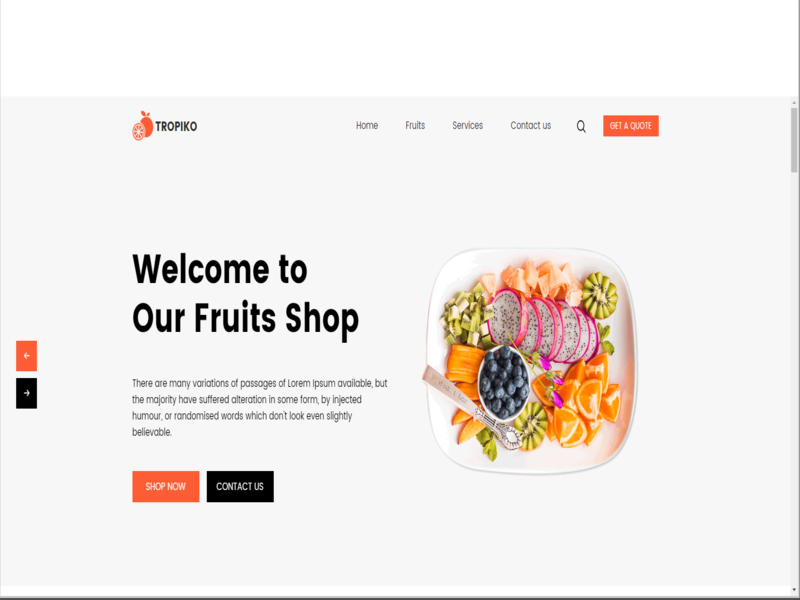 TROPIKO
Home
Fruits
Services
Contact us
GET A QUOTE
Welcome to
Our Fruits Shop
There are many variations of passages of Lorem Ipsum available, but
the majority have suffered alteration in some form, by injected
humour, or randomised words which don't look even slightly
believable.
SHOP NOW
CONTACT US